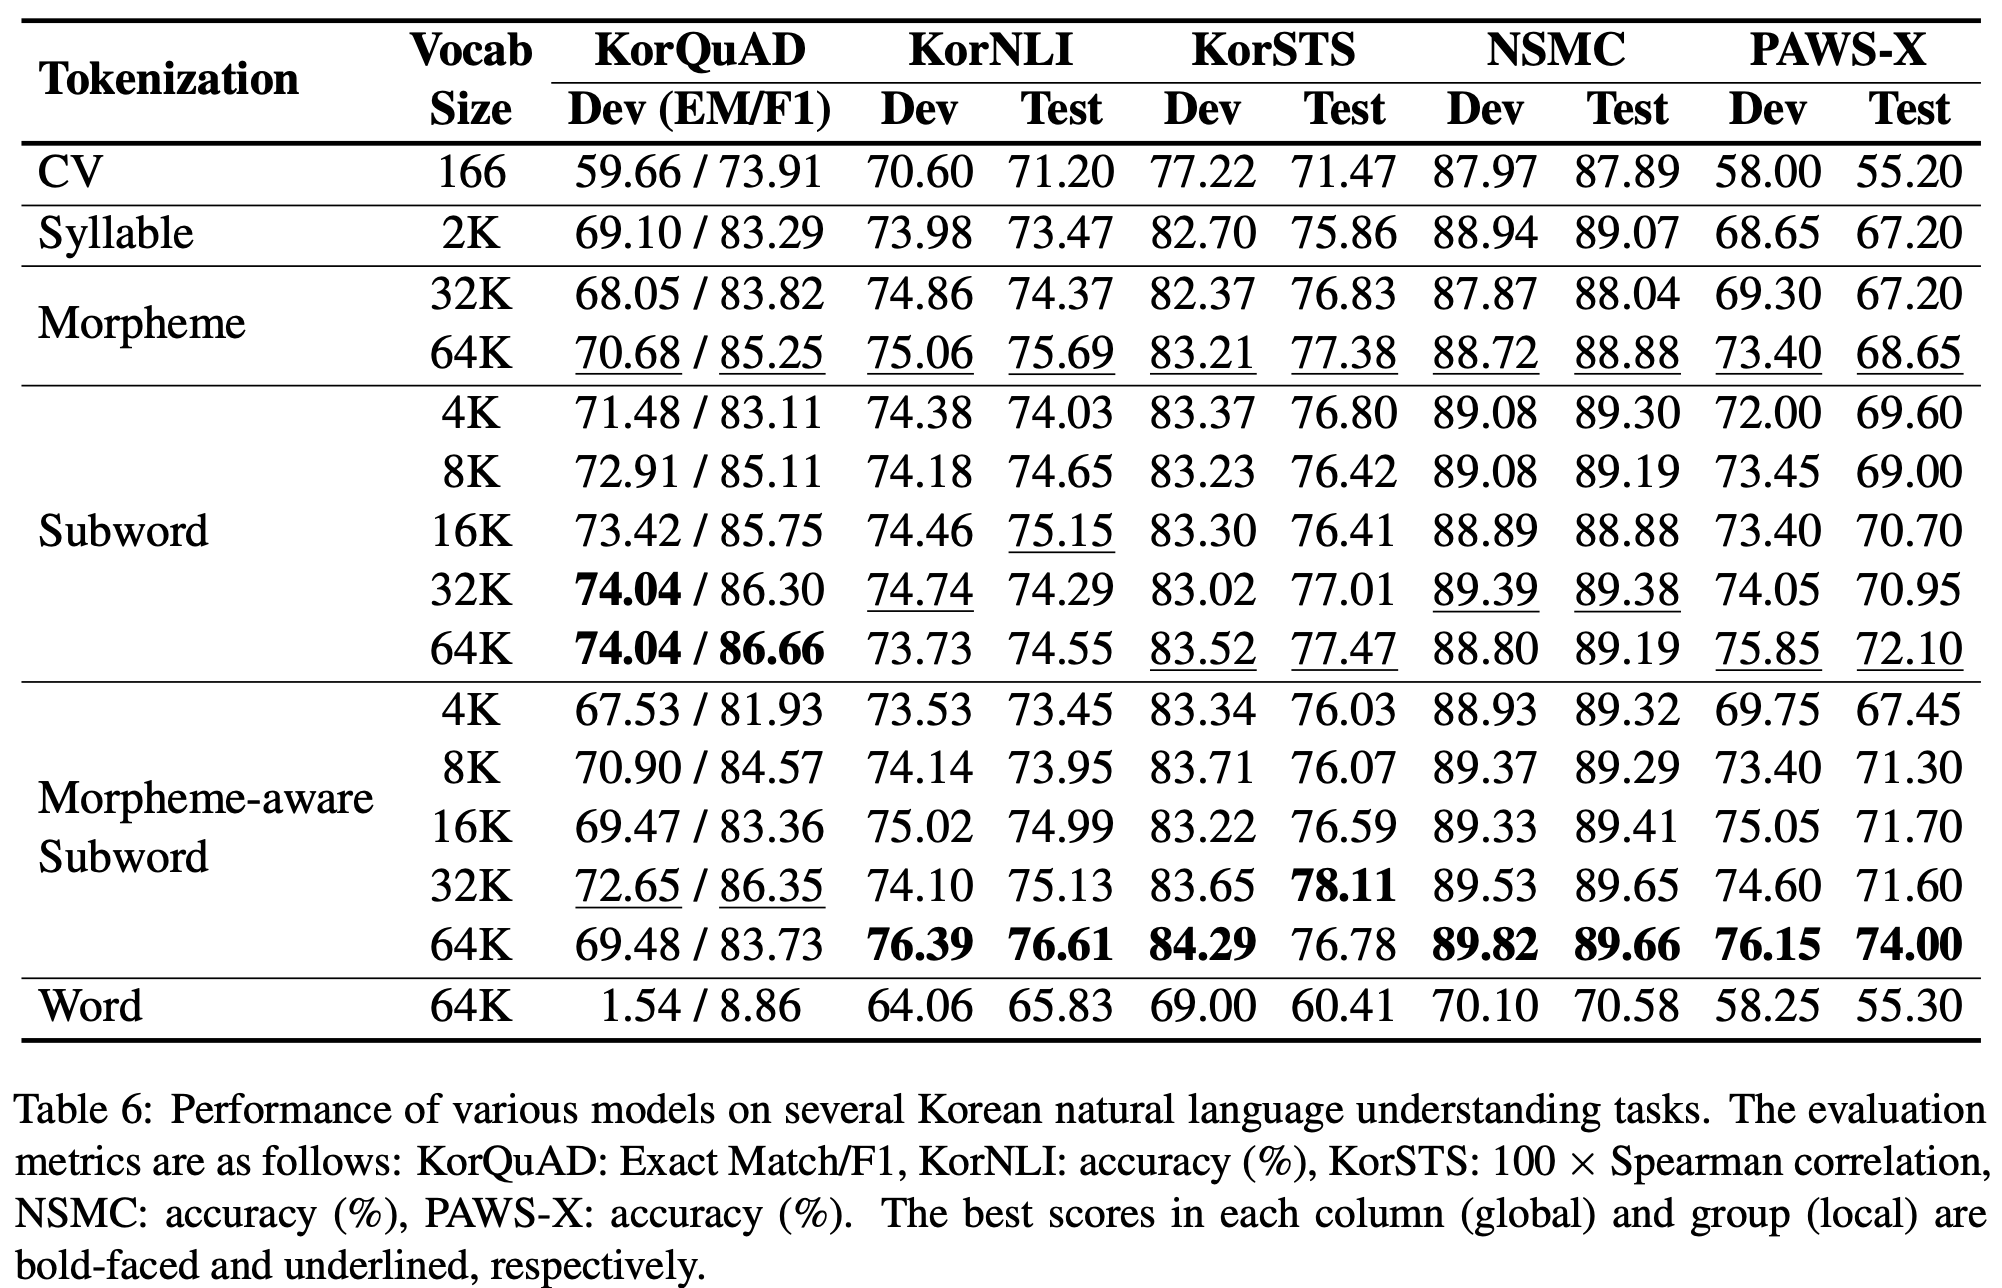 Tokenization Vocab Size KorQuAD KorNLI KorSTS NSMC PAWS-X
Dev (EM/F1) Dev Test Dev Test Dev Test Dev Test
CV 166 59.66 / 73.91 70.60 71.20 77.22 71.47 87.97 87.89 58.00 55.20
Syllable 2K 69.10 / 83.29 73.98 73.47 82.70 75.86 88.94 89.07 68.65 67.20
Morpheme 32K 68.05 / 83.82 74.86 74.37 82.37 76.83 87.87 88.04 69.30 67.20
64K 70.68 / 85.25 75.06 75.69 83.21 77.38 88.72 88.88 73.40 68.65
Subword 4K 71.48 / 83.11 74.38 74.03 83.37 76.80 89.08 89.30 72.00 69.60
8K 72.91 / 85.11 74.18 74.65 83.23 76.42 89.08 89.19 73.45 69.00
16K 73.42 / 85.75 74.46 75.15 83.30 76.41 88.89 88.88 73.40 70.70
32K 74.04 / 86.30 74.74 74.29 83.02 77.01 89.39 89.38 74.05 70.95
64K 74.04 / 86.66 73.73 74.55 83.52 77.47 88.80 89.19 75.85 72.10
Morpheme-aware Subword 4K 67.53 / 81.93 73.53 73.45 83.34 76.03 88.93 89.32 69.75 67.45
8K 70.90 / 84.57 74.14 73.95 83.71 76.07 89.37 89.29 73.40 71.30
16K 69.47 / 83.36 75.02 74.99 83.22 76.59 89.33 89.41 75.05 71.70
32K 72.65 / 86.35 74.10 75.13 83.65 78.11 89.53 89.65 74.60 71.60
64K 69.48 / 83.73 76.39 76.61 84.29 76.78 89.82 89.66 76.15 74.00
Word 64K 1.54 / 8.86 64.06 65.83 69.00 60.41 70.10 70.58 58.25 55.30
Table 6: Performance of various models on several Korean natural language understanding tasks. The evaluation
metrics are as follows: KorQuAD: Exact Match/F1, KorNLI: accuracy (%), KorSTS: 100 × Spearman correlation,
NSMC: accuracy (%), PAWS-X: accuracy (%). The best scores in each column (global) and group (local) are
bold-faced and underlined, respectively.